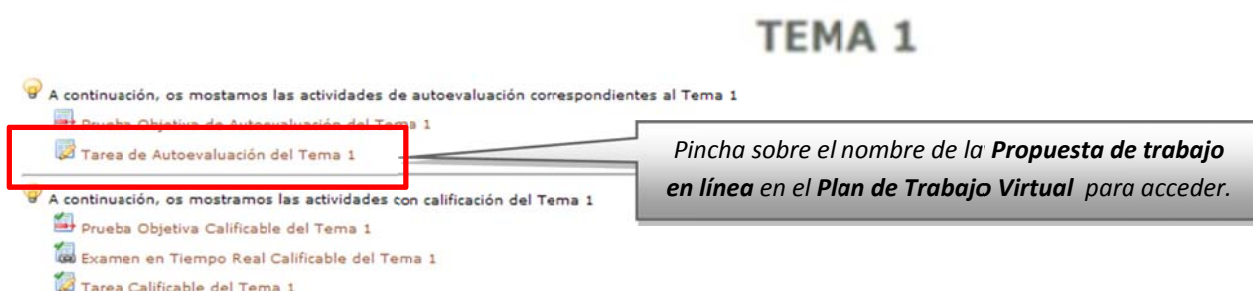 TEMA 1
A continuación, os mostamos las actividades de autoevaluación correspondientes al Tema 1
Prueba Objetiva de Autoevaluación del Tema 1
Tarea de Autoevaluación del Tema 1
Pincha sobre el nombre de la Propuesta de trabajo
en línea en el Plan de Trabajo Virtual para acceder.
A continuación, os mostramos las actividades con calificación del Tema 1
Prueba Objetiva Calificable del Tema 1
Examen en Tiempo Real Calificable del Tema 1
Tarea Calificable del Tema 1